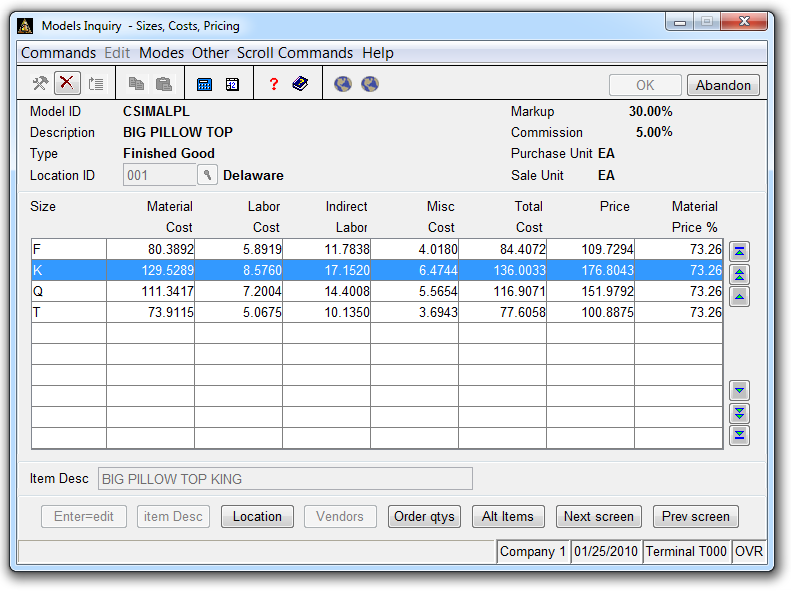 Models Inquiry - Sizes, Costs, Pricing
Commands Edit Modes Other Scroll Commands Help
OK Abandon
Model ID CSIMALPL Markup 30.00%
Description BIG PILLOW TOP Commission 5.00%
Type Finished Good Purchase Unit EA
Location ID 001 Delaware Sale Unit EA
Size Material Labor Indirect Misc Total Price Material
Cost Cost Labor Cost Cost Price %
F 80.3892 5.8919 11.7838 4.0180 84.4072 109.7294 73.26
K 129.5289 8.5760 17.1520 6.4744 136.0033 176.8043 73.26
Q 111.3417 7.2004 14.4008 5.5654 116.9071 151.9792 73.26
T 73.9115 5.0675 10.1350 3.6943 77.6058 100.8875 73.26
Item Desc BIG PILLOW TOP KING
Enter=edit item Desc Location Vendors Order qtys Alt Items Next screen Prev screen
Company 1 01/25/2010 Terminal T000 OVR